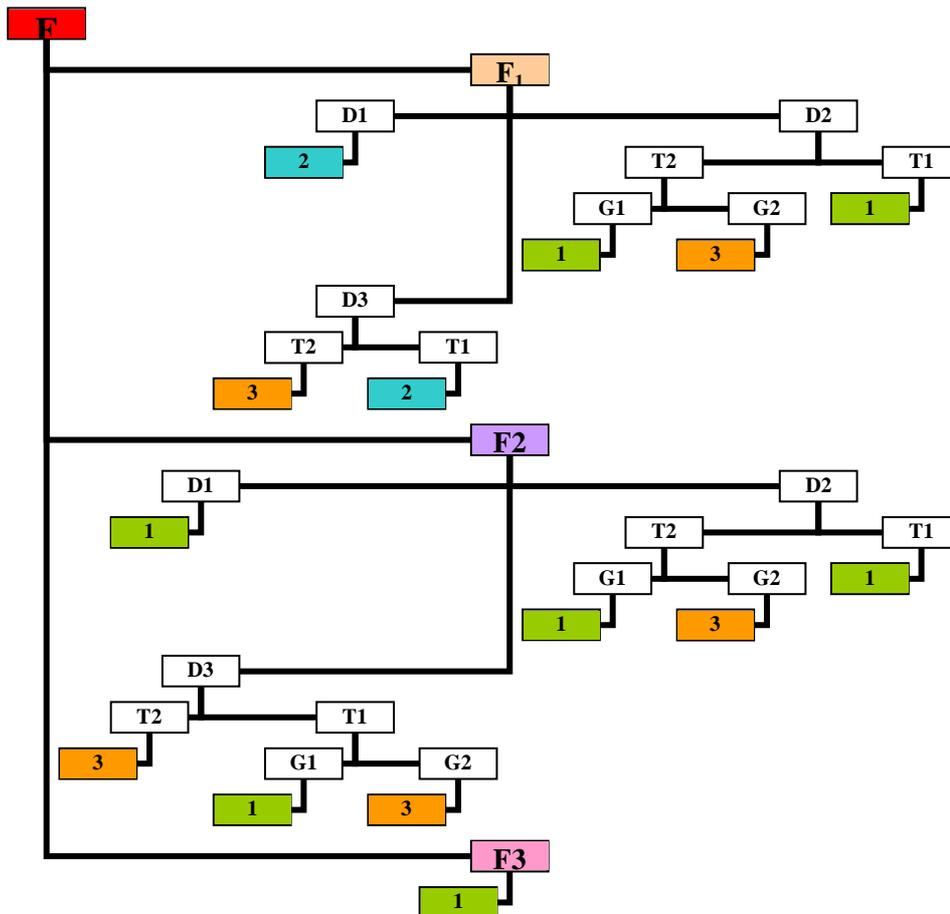 F
F1
D1 D2
2 T2 T1
G1 G2 1
1 3
D3
T2 T1
3 2
F2
D1 D2
1 T2 T1
G1 G2 1
1 3
D3
T2 T1
3 G1 G2
1 3
F3
1